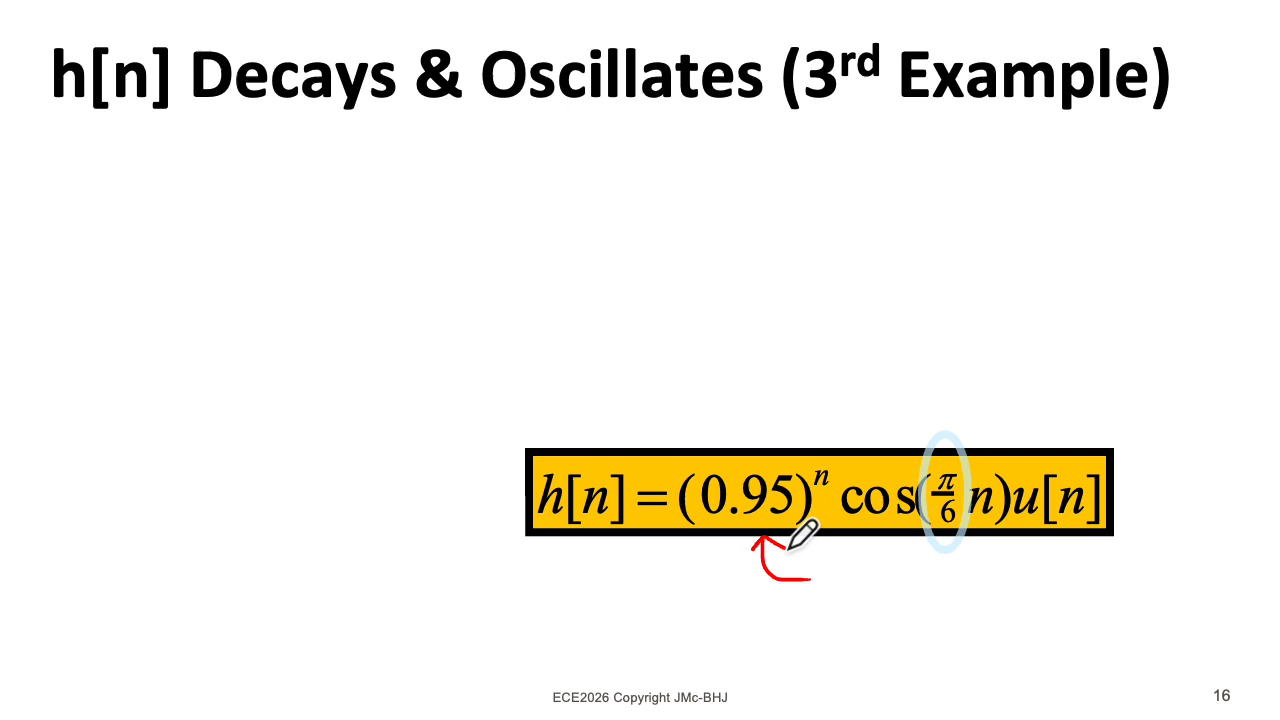 h[n] Decays & Oscillates (3rd Example)
h[n] = (0.95)^n cos(π/6 n)u[n]
ECE2026 Copyright JMc-BHJ
16